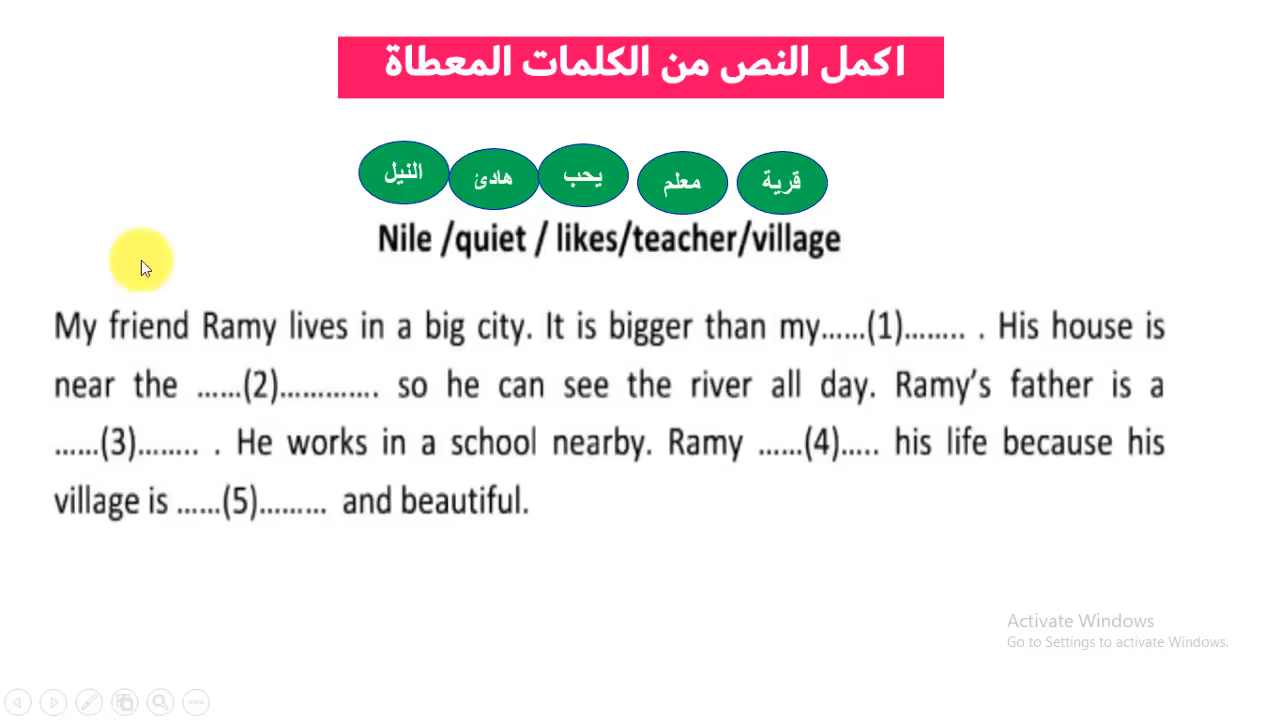 اكمل النص من الكلمات المعطاة
قرية معلم يحب هادئ النيل
Nile /quiet / likes/teacher/village
My friend Ramy lives in a big city. It is bigger than my......(1)........ . His house is
near the ......(2)............. so he can see the river all day. Ramy's father is a
......(3)........ . He works in a school nearby. Ramy ......(4)..... his life because his
village is ......(5)......... and beautiful.
Activate Windows
Go to Settings to activate Windows.